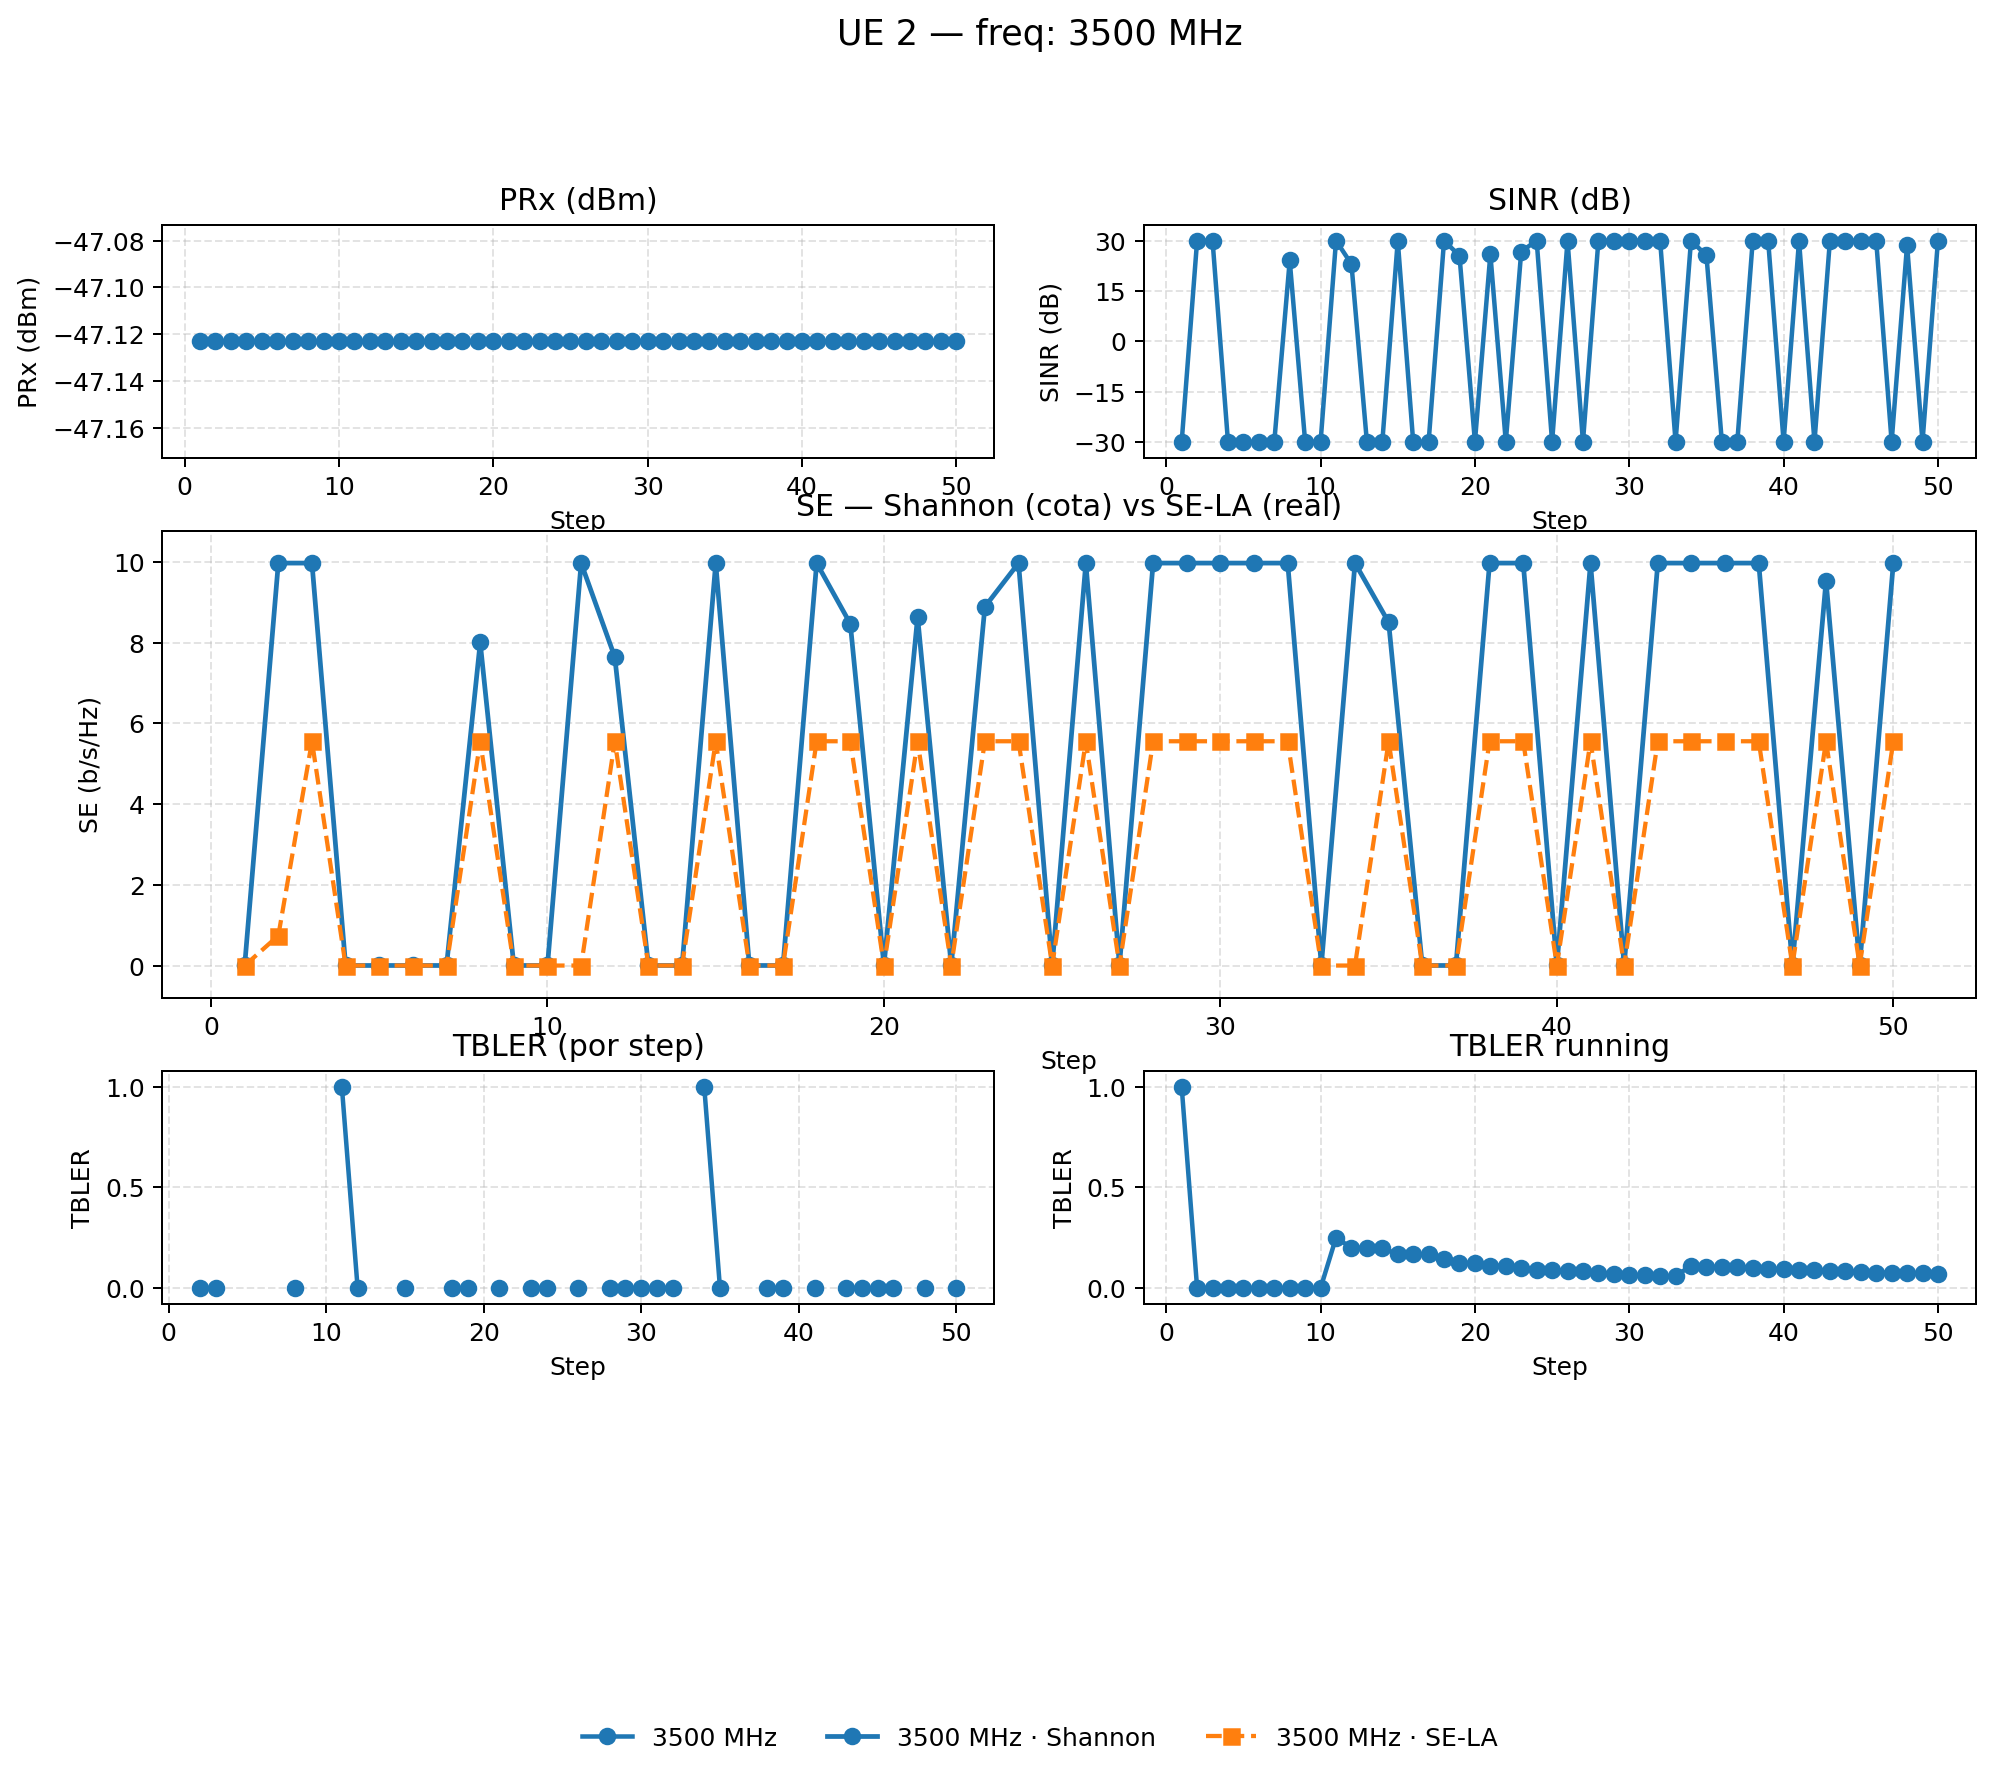 UE 2 — freq: 3500 MHz
PRx (dBm)
PRx (dBm)
−47.08
−47.10
−47.12
−47.14
−47.16
0 10 20 30 40 50
Step
SINR (dB)
SINR (dB)
30
15
0
−15
−30
0 10 20 30 40 50
Step
SE — Shannon (cota) vs SE-LA (real)
SE (b/s/Hz)
10
8
6
4
2
0
0 10 20 30 40 50
Step
TBLER (por step)
TBLER
1.0
0.5
0.0
0 10 20 30 40 50
Step
TBLER running
TBLER
1.0
0.5
0.0
0 10 20 30 40 50
Step
3500 MHz
3500 MHz · Shannon
3500 MHz · SE-LA